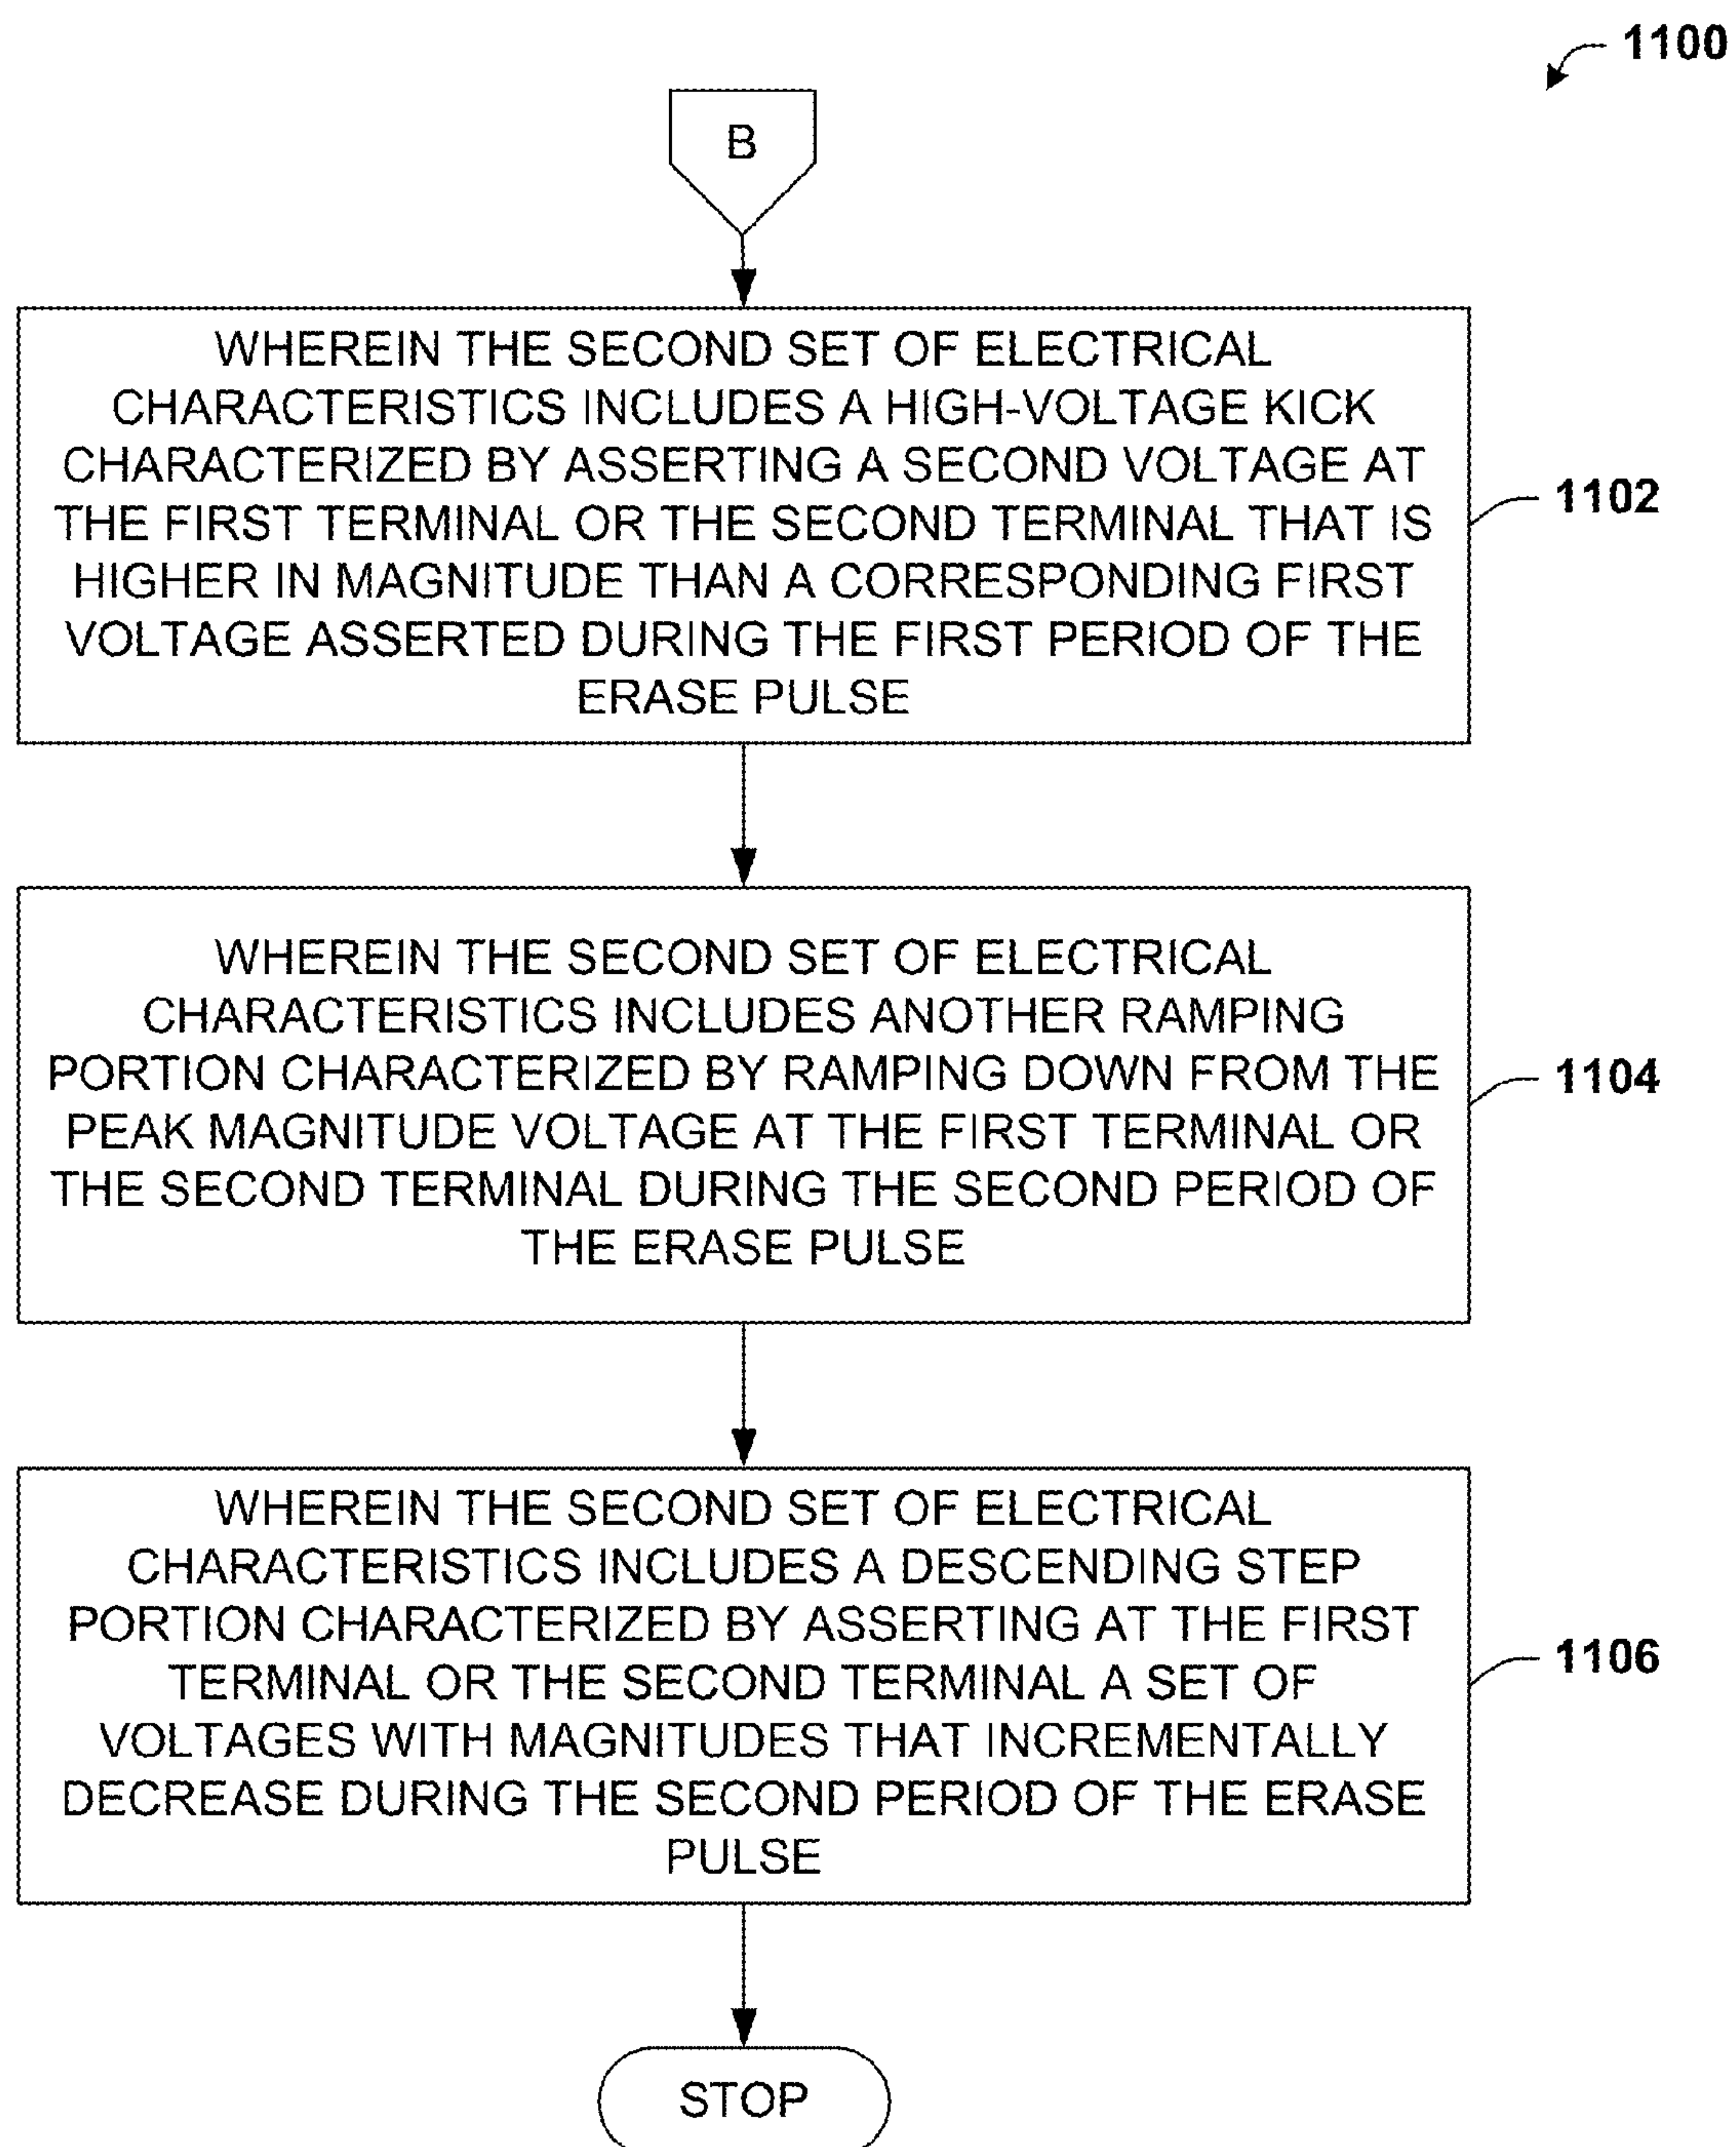 1100
B
WHEREIN THE SECOND SET OF ELECTRICAL
CHARACTERISTICS INCLUDES A HIGH-VOLTAGE KICK
CHARACTERIZED BY ASSERTING A SECOND VOLTAGE AT
THE FIRST TERMINAL OR THE SECOND TERMINAL THAT IS
HIGHER IN MAGNITUDE THAN A CORRESPONDING FIRST
VOLTAGE ASSERTED DURING THE FIRST PERIOD OF THE
ERASE PULSE
1102
WHEREIN THE SECOND SET OF ELECTRICAL
CHARACTERISTICS INCLUDES ANOTHER RAMPING
PORTION CHARACTERIZED BY RAMPING DOWN FROM THE
PEAK MAGNITUDE VOLTAGE AT THE FIRST TERMINAL OR
THE SECOND TERMINAL DURING THE SECOND PERIOD OF
THE ERASE PULSE
1104
WHEREIN THE SECOND SET OF ELECTRICAL
CHARACTERISTICS INCLUDES A DESCENDING STEP
PORTION CHARACTERIZED BY ASSERTING AT THE FIRST
TERMINAL OR THE SECOND TERMINAL A SET OF
VOLTAGES WITH MAGNITUDES THAT INCREMENTALLY
DECREASE DURING THE SECOND PERIOD OF THE ERASE
PULSE
1106
STOP